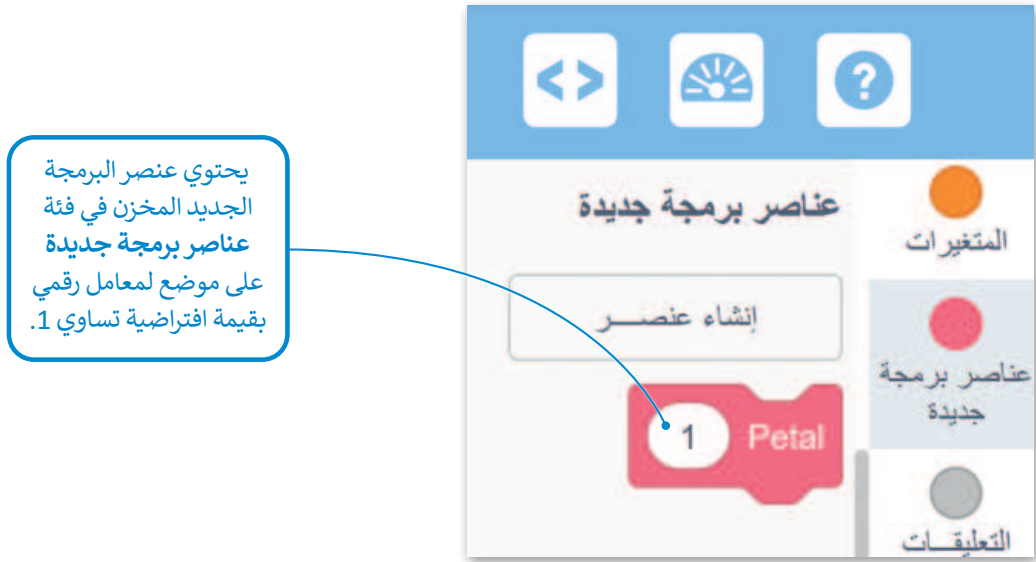 يحتوي عنصر البرمجة
الجديد المخزن في فئة
عناصر برمجة جديدة
على موضع لمعامل رقمي
بقيمة افتراضية تساوي 1.
< >
?
عناصر برمجة جديدة
إنشاء عنصـــر
Petal 1
المتغيرات
عناصر برمجة
جديدة
التعليقــات